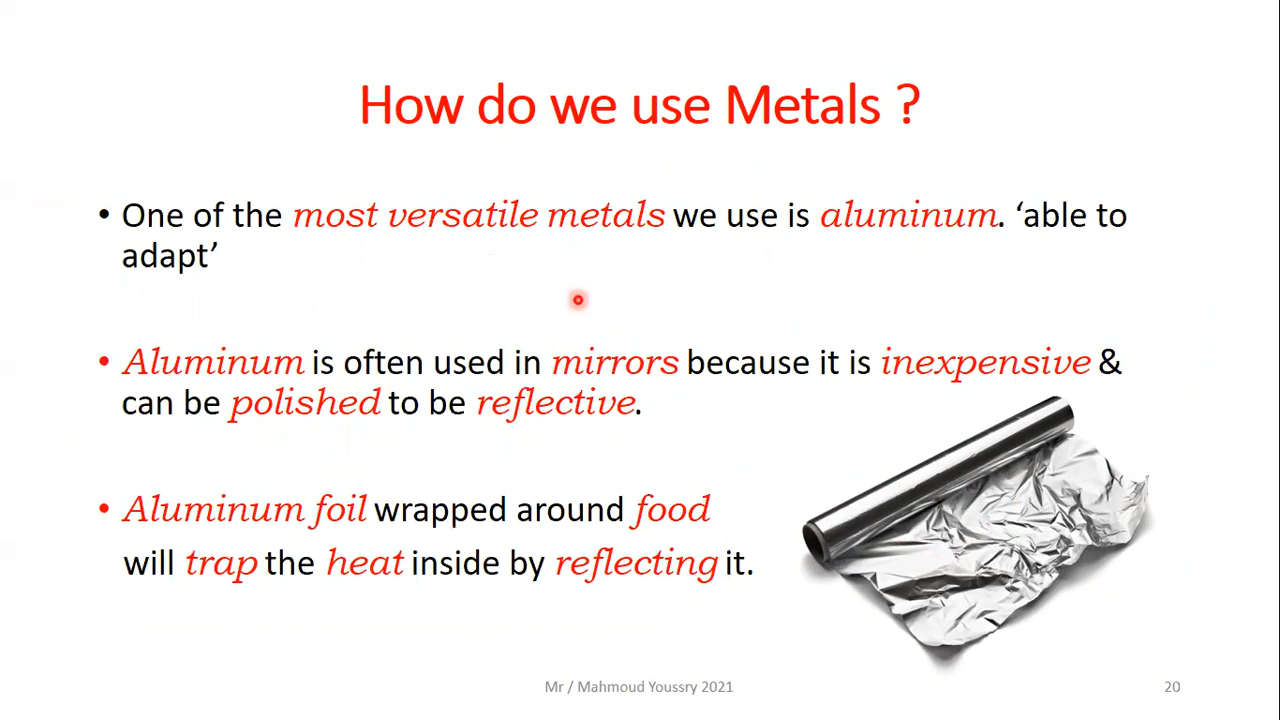 How do we use Metals ?
• One of the most versatile metals we use is aluminum. ‘able to
adapt’
• Aluminum is often used in mirrors because it is inexpensive &
can be polished to be reflective.
• Aluminum foil wrapped around food
will trap the heat inside by reflecting it.
Mr / Mahmoud Youssry 2021
20